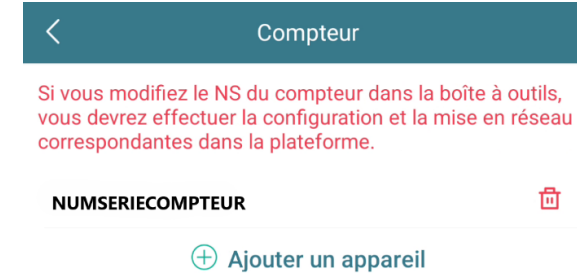 Compteur
Si vous modifiez le NS du compteur dans la boîte à outils,
vous devrez effectuer la configuration et la mise en réseau
correspondantes dans la plateforme.
NUMSERIECOMPTEUR
Ajouter un appareil